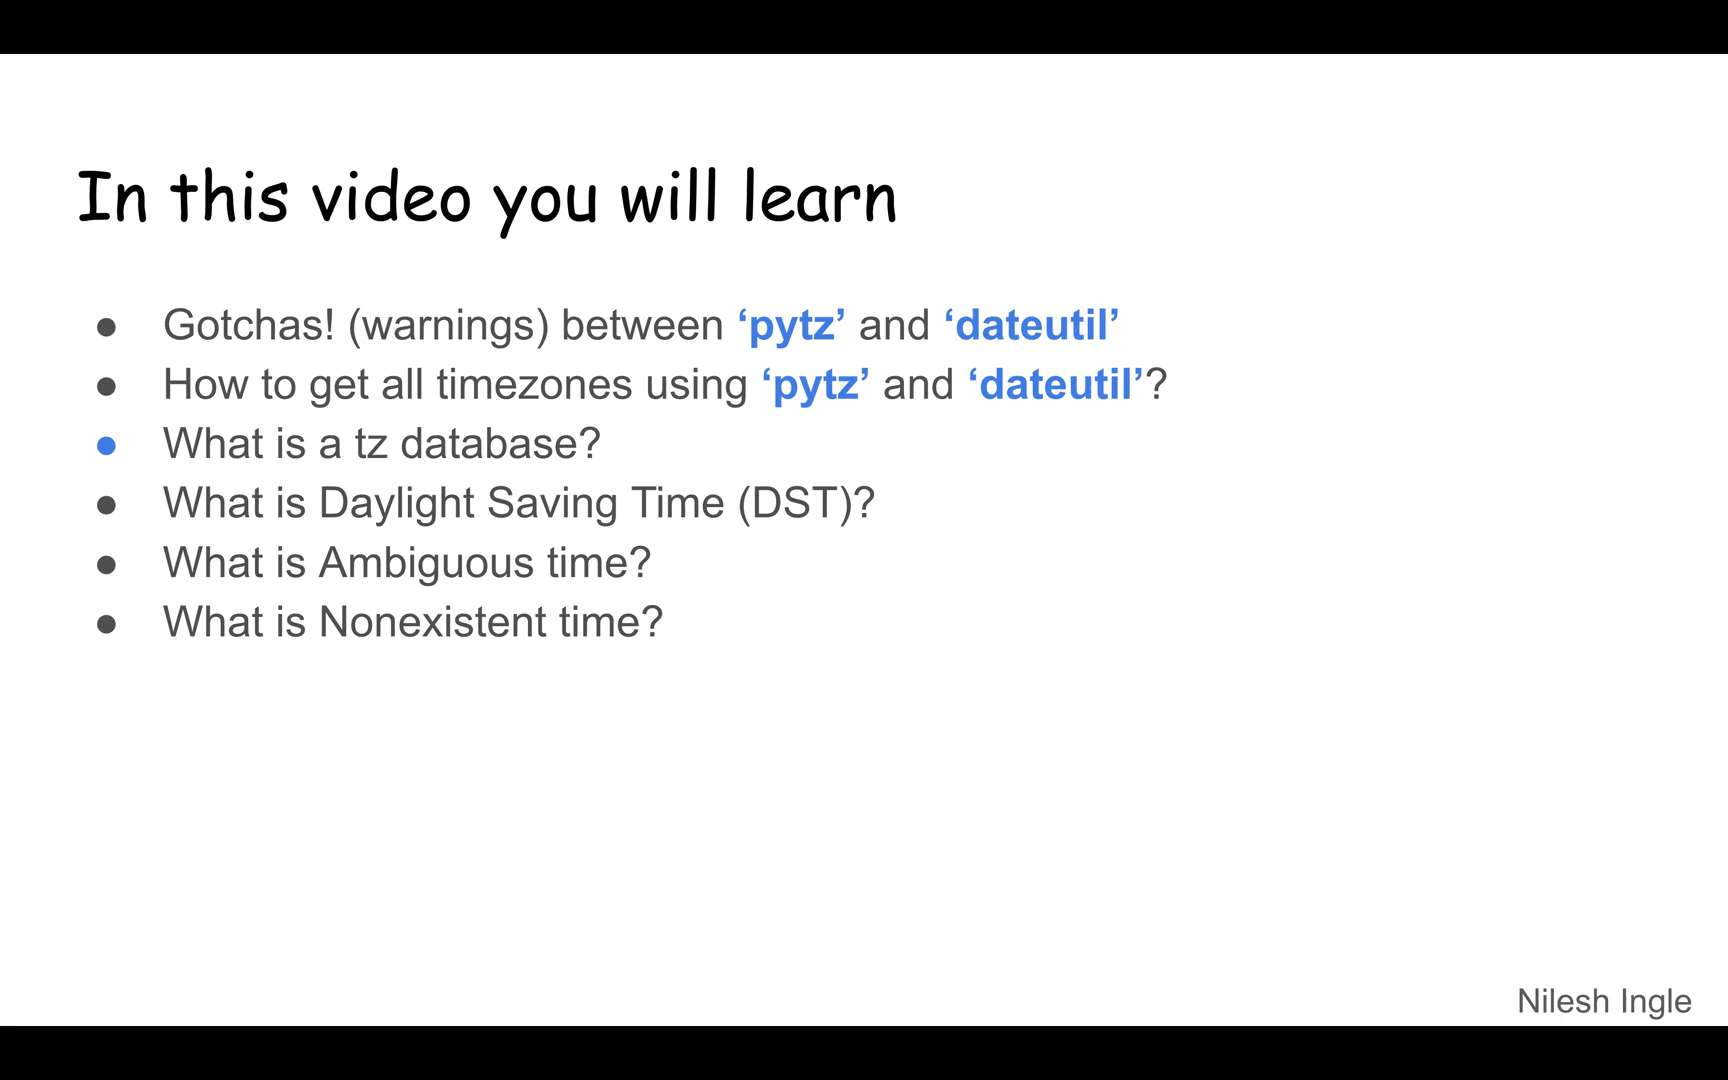 In this video you will learn
● Gotchas! (warnings) between ‘pytz’ and ‘dateutil’
● How to get all timezones using ‘pytz’ and ‘dateutil’?
● What is a tz database?
● What is Daylight Saving Time (DST)?
● What is Ambiguous time?
● What is Nonexistent time?
Nilesh Ingle